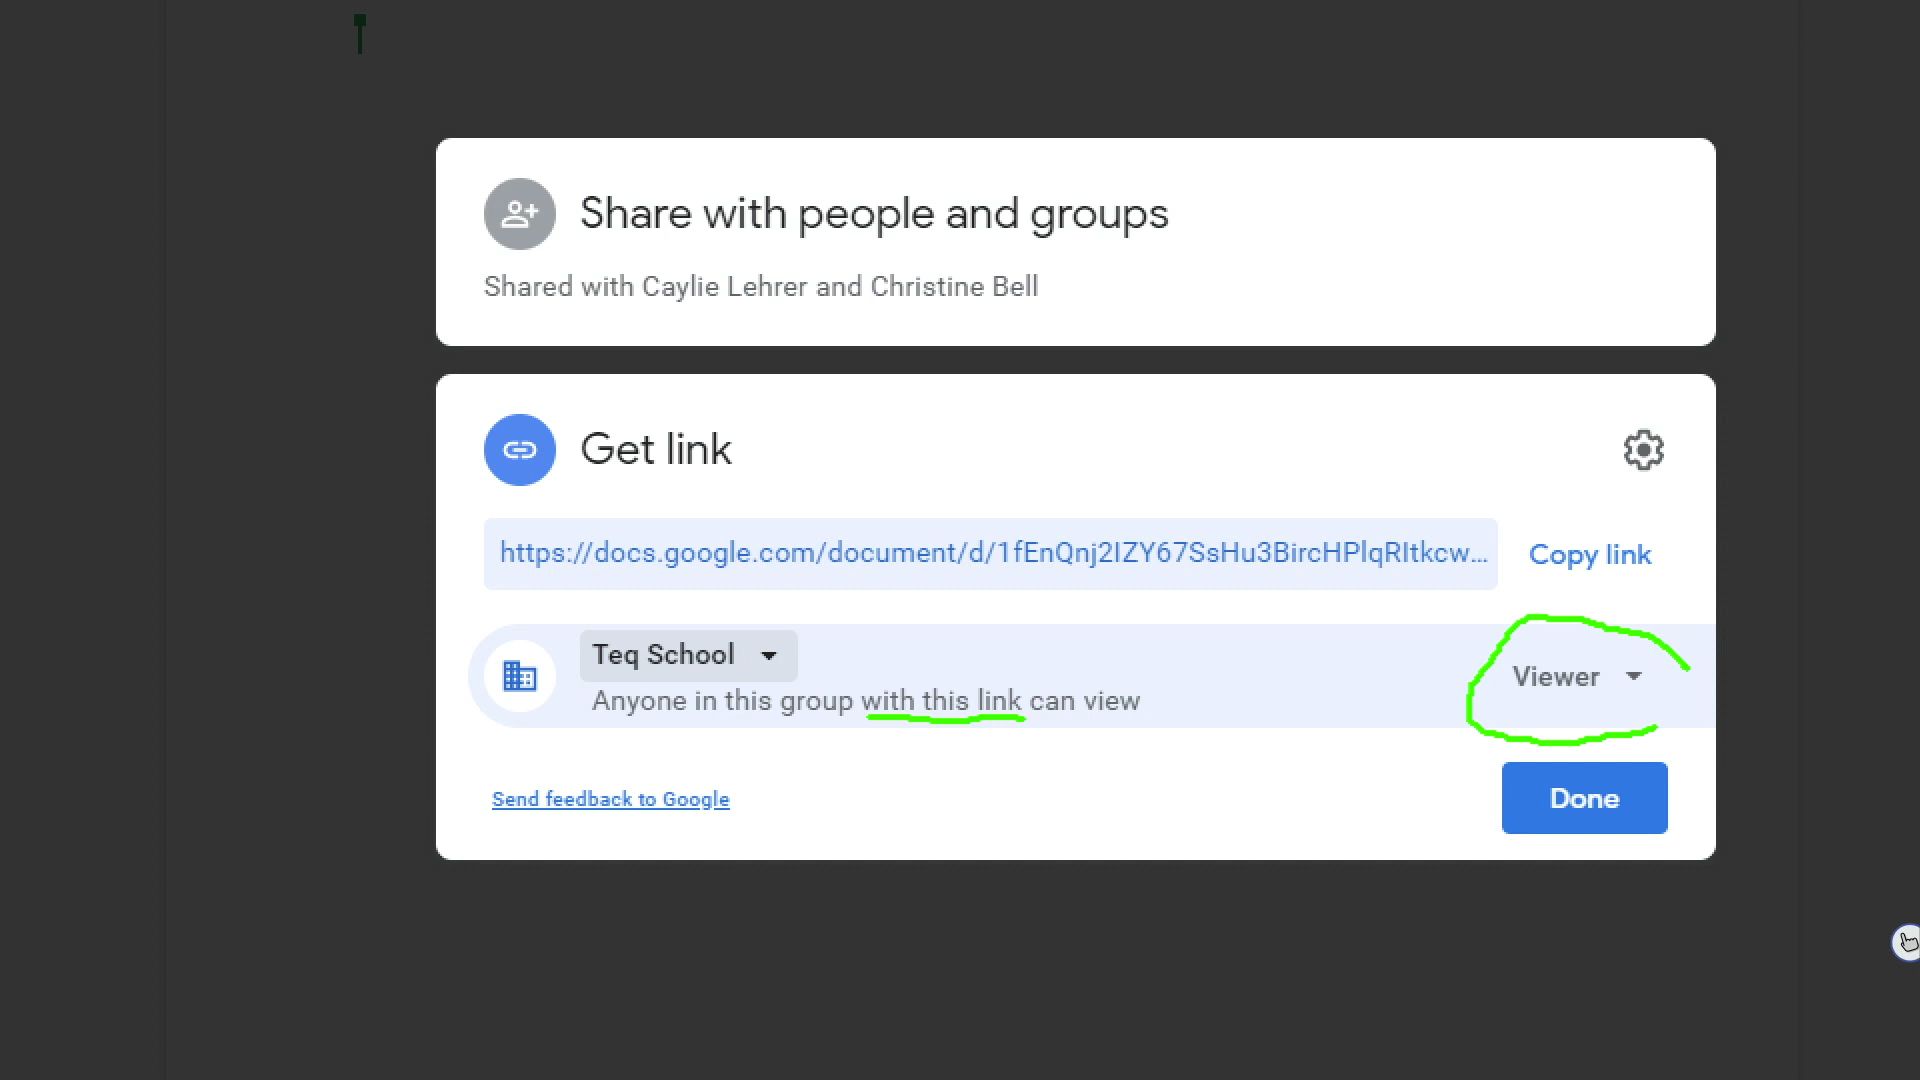 Share with people and groups
Shared with Caylie Lehrer and Christine Bell
Get link
https://docs.google.com/document/d/1fEnQnj2IZY67SsHu3BircHPlqRItkcw...
Copy link
Teq School
Anyone in this group with this link can view
Viewer
Send feedback to Google
Done